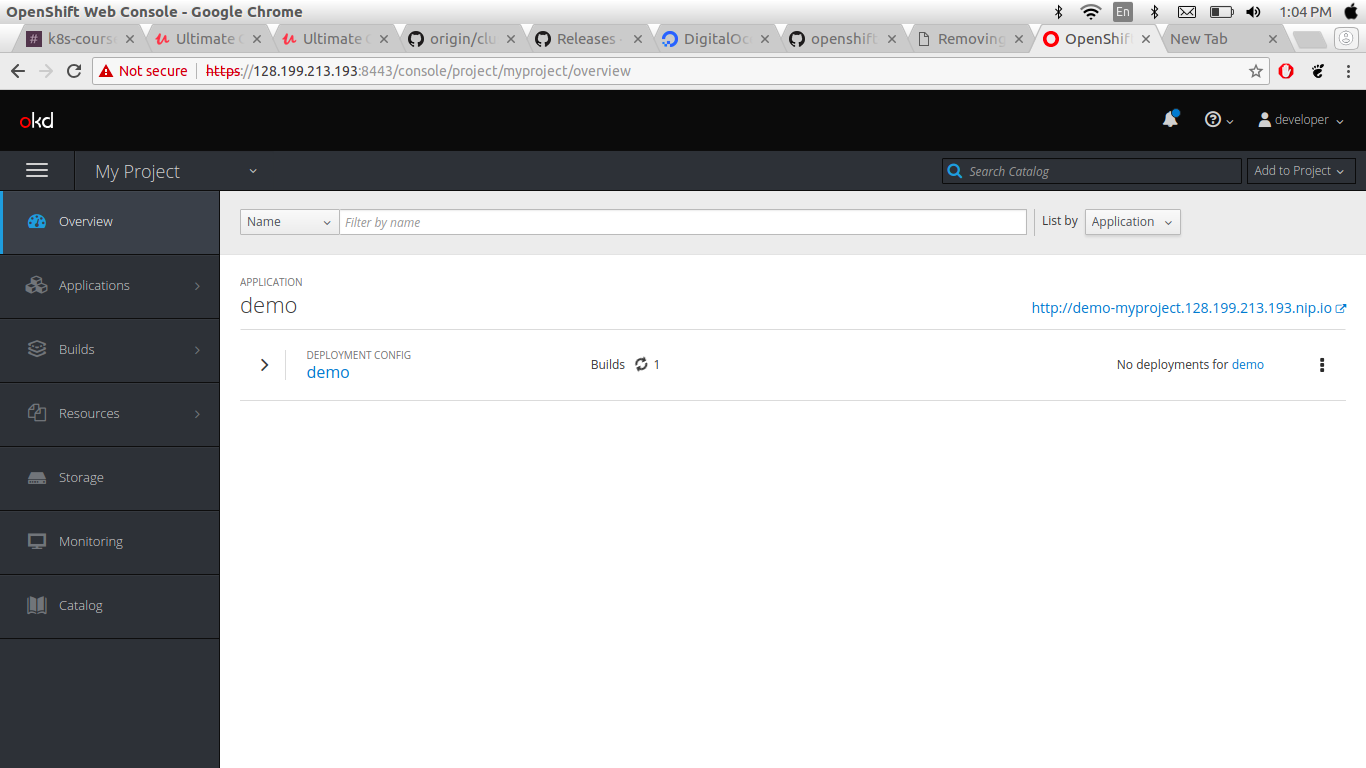 OpenShift Web Console - Google Chrome
En
1:04 PM
k8s-cours
Ultimate
Ultimate
origin/clu
Releases
DigitalOc
openshift
Removing
OpenShif
New Tab
Not secure
https://128.199.213.193:8443/console/project/myproject/overview
okd
developer
My Project
Search Catalog
Add to Project
Overview
Name
Filter by name
List by
Application
Applications
APPLICATION
demo
http://demo-myproject.128.199.213.193.nip.io
Builds
DEPLOYMENT CONFIG
demo
Builds
1
No deployments for demo
Resources
Storage
Monitoring
Catalog